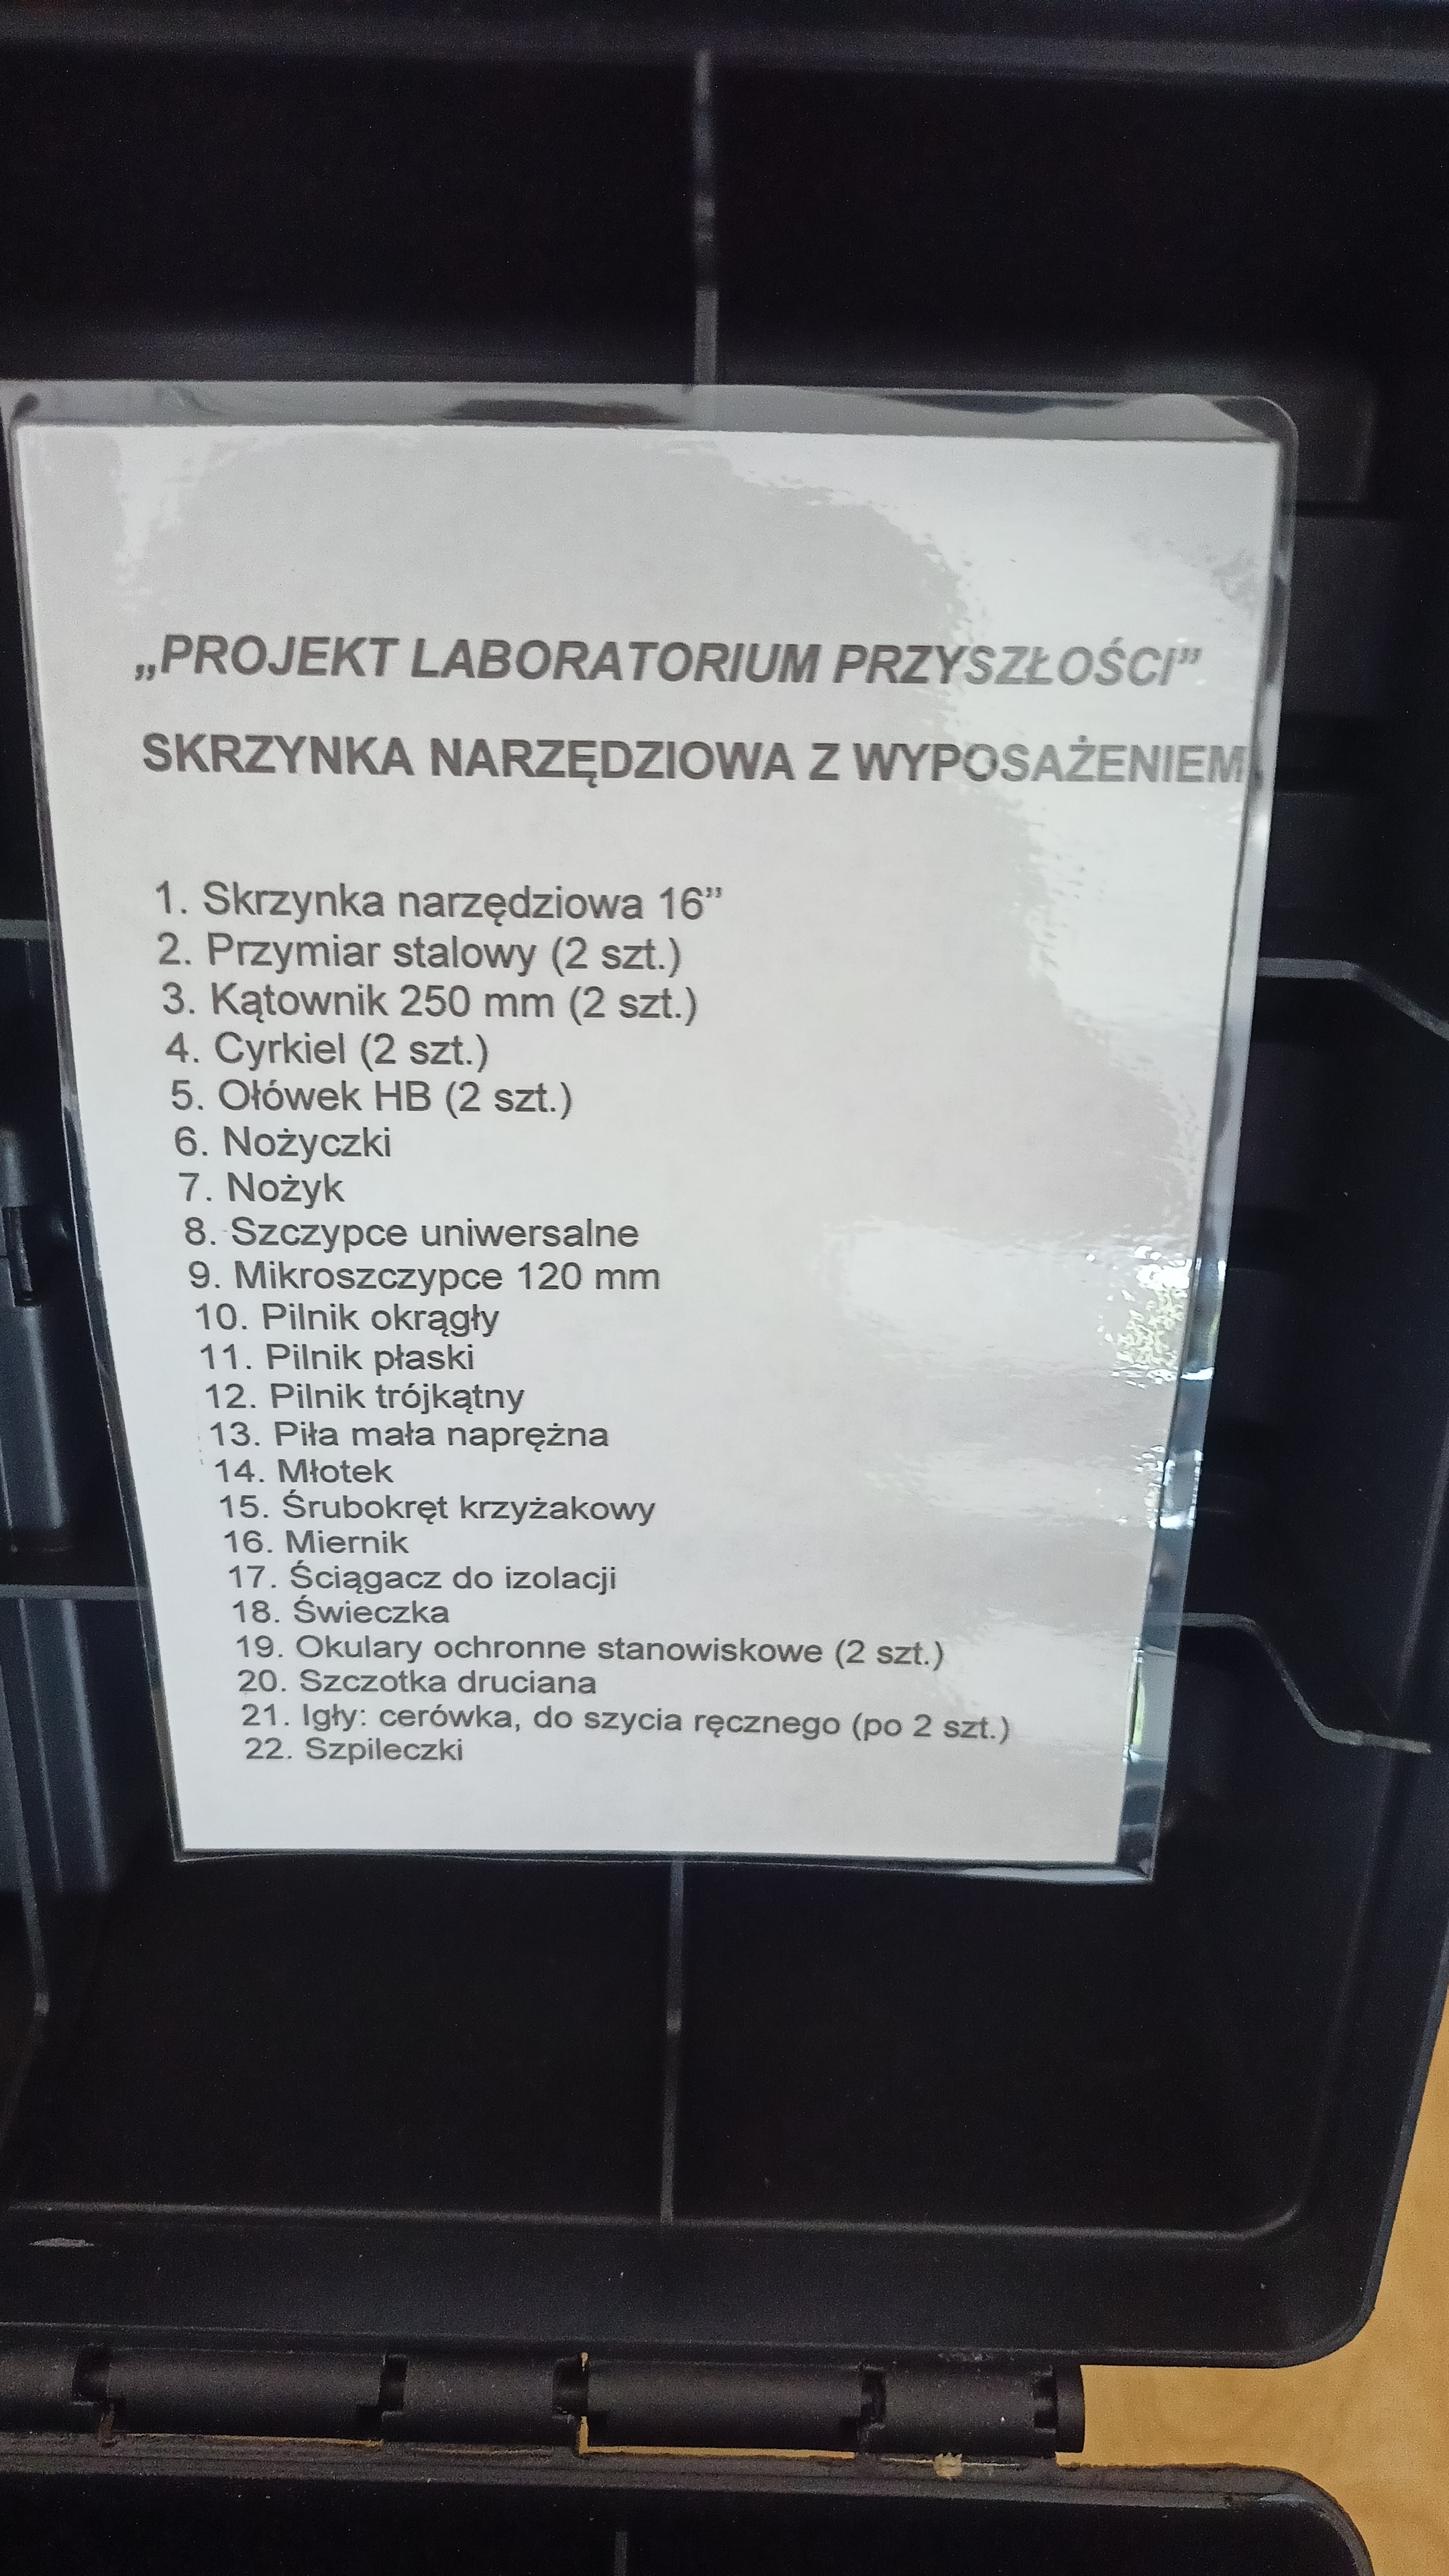 „PROJEKT LABORATORIUM PRZYSZŁOŚCI”
SKRZYNKA NARZĘDZIOWA Z WYPOSAŻENIEM
1. Skrzynka narzędziowa 16”
2. Przymiar stalowy (2 szt.)
3. Kątownik 250 mm (2 szt.)
4. Cyrkiel (2 szt.)
5. Ołówek HB (2 szt.)
6. Nożyczki
7. Nożyk
8. Szczypce uniwersalne
9. Mikroszczypce 120 mm
10. Pilnik okrągły
11. Pilnik płaski
12. Pilnik trójkątny
13. Piła mała naprężna
14. Młotek
15. Śrubokręt krzyżakowy
16. Miernik
17. Ściągacz do izolacji
18. Świeczka
19. Okulary ochronne stanowiskowe (2 szt.)
20. Szczotka druciana
21. Igły: cerówka, do szycia ręcznego (po 2 szt.)
22. Szpileczki